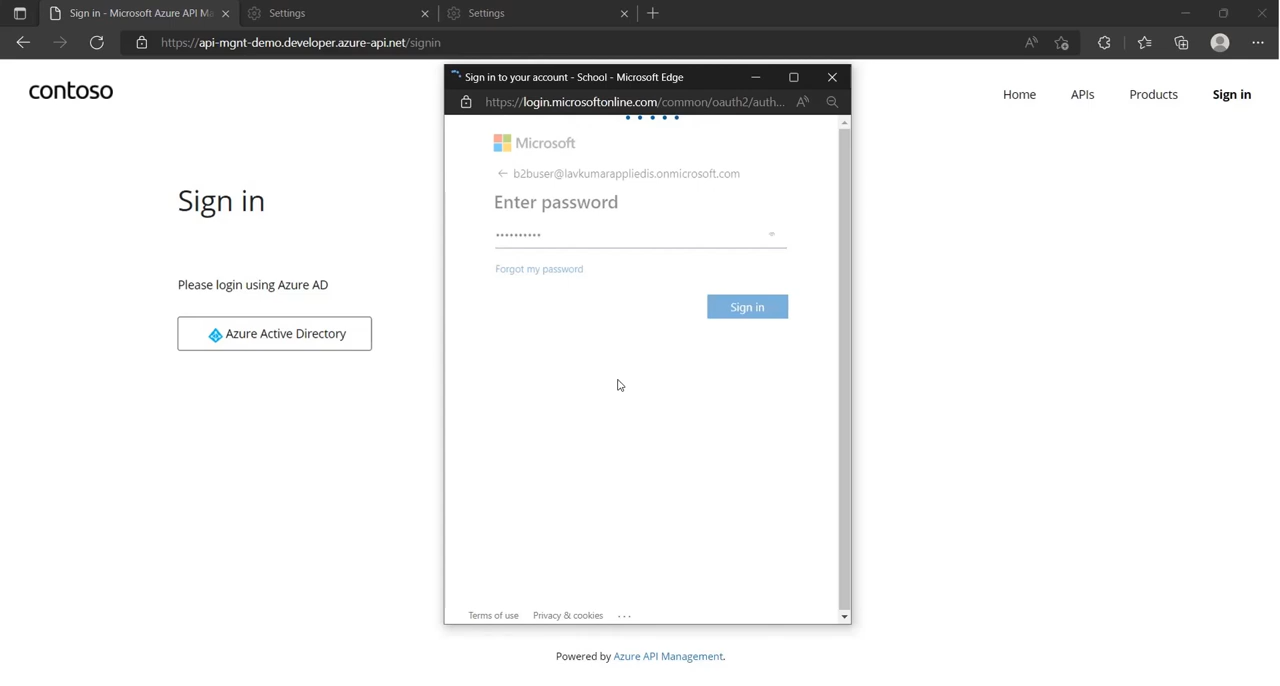 Sign in - Microsoft Azure API Ma
Settings
Settings
https://api-mgnt-demo.developer.azure-api.net/signin
contoso
Home
APIs
Products
Sign in
Sign in
Please login using Azure AD
Azure Active Directory
Sign in to your account - School - Microsoft Edge
https://login.microsoftonline.com/common/oauth2/auth...
Microsoft
b2buser@lavkumarappliedis.onmicrosoft.com
Enter password
••••••••••
Forgot my password
Sign in
Terms of use
Privacy & cookies
...
Powered by Azure API Management.